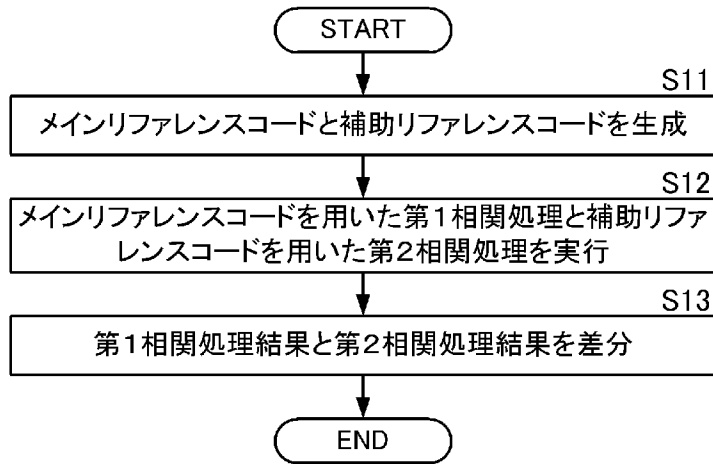 START
S11
メインリファレンスコードと補助リファレンスコードを生成
S12
メインリファレンスコードを用いた第1相関処理と補助リファ
レンスコードを用いた第2相関処理を実行
S13
第1相関処理結果と第2相関処理結果を差分
END